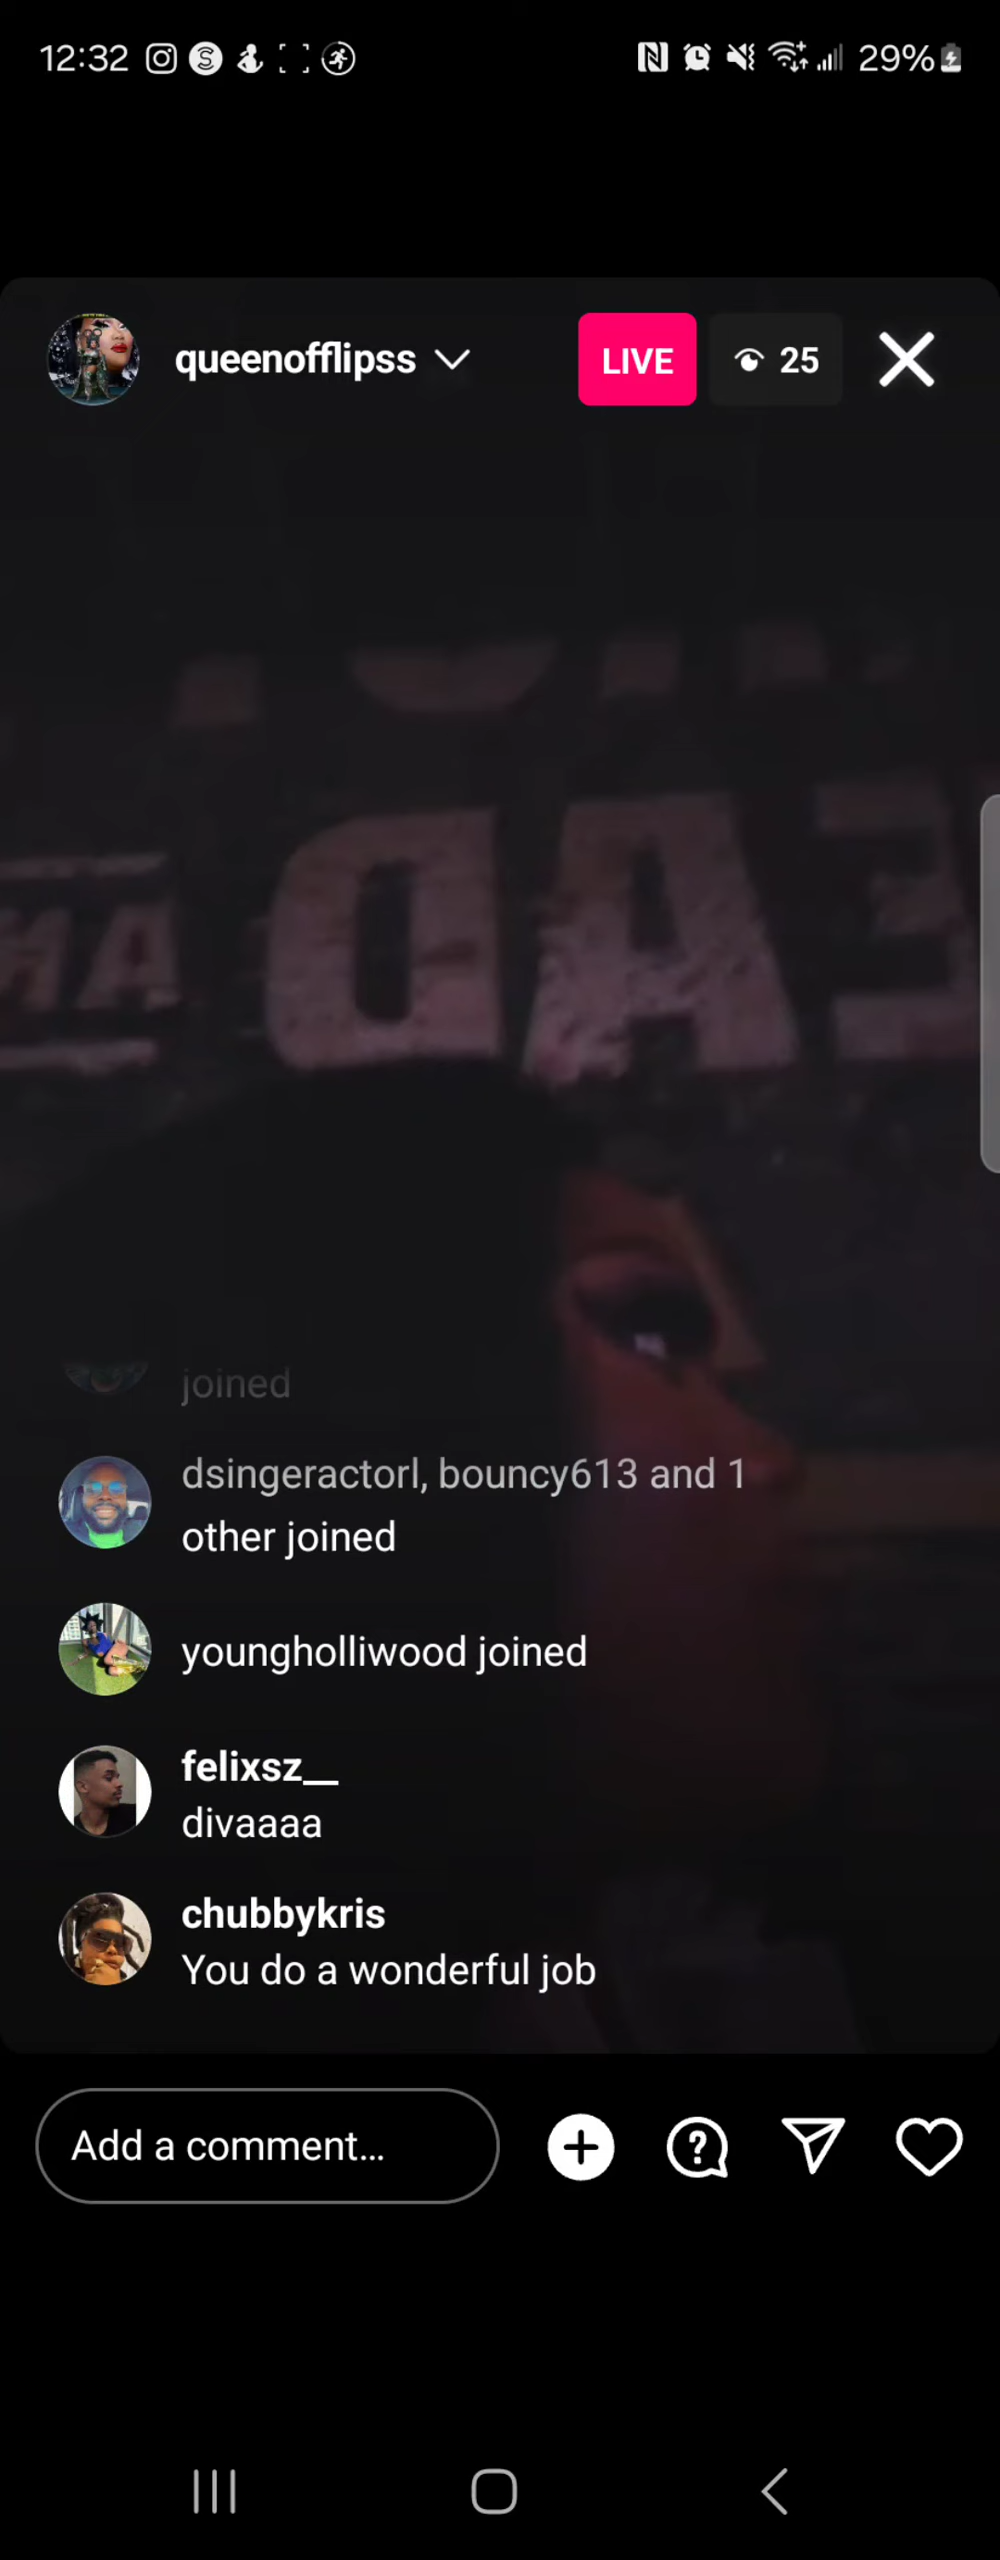 12:32
29%
queenofflipss
LIVE
25
EAD
joined
dsingeractorl, bouncy613 and 1
other joined
youngholliwood joined
felixsz__
divaaaa
chubbykris
You do a wonderful job
Add a comment...